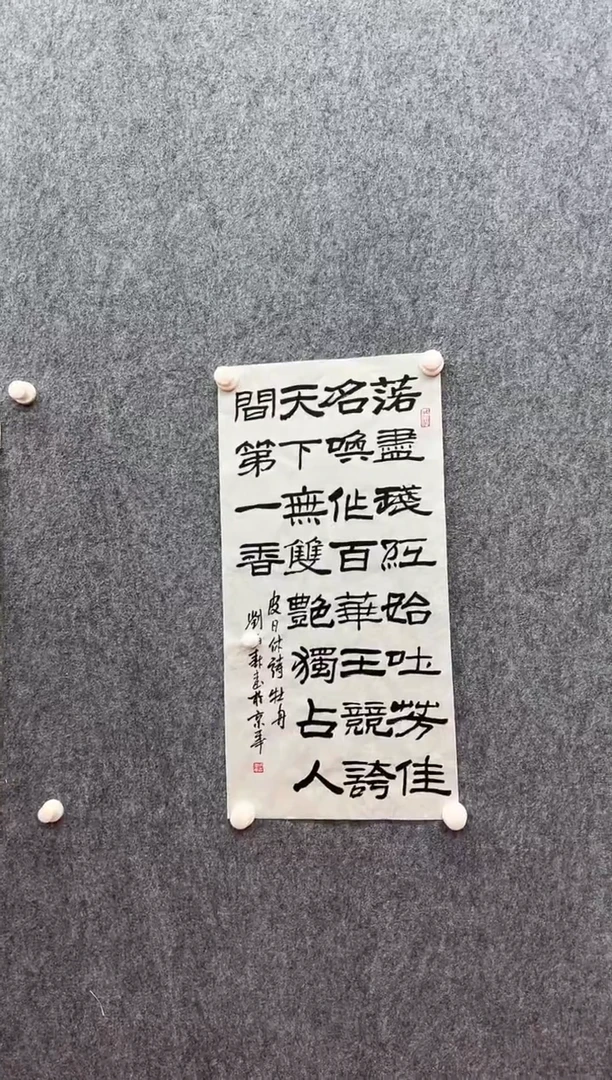 落盡殘紅始吐芳佳
名喚作百華王競誇
天下無雙艷獨占人
間第一香
皮日休詩牡丹
劉 春書於京華